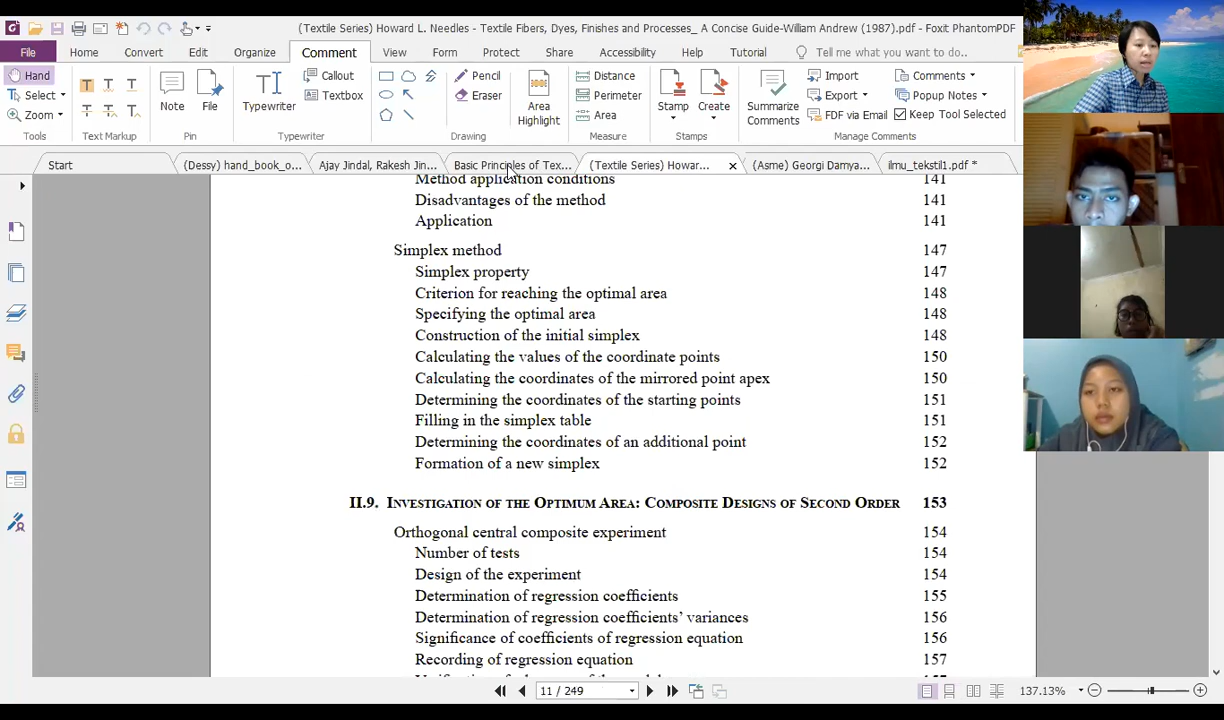 (Textile Series) Howard L. Needles - Textile Fibers, Dyes, Finishes and Processes_ A Concise Guide-William Andrew (1987).pdf - Foxit PhantomPDF
File Home Convert Edit Organize Comment View Form Protect Share Accessibility Help Tutorial Tell me what you want to do..
Hand
Select
Zoom
Tools
Text Markup
Note
File
Pin
Typewriter
Callout
Textbox
Typewriter
Pencil
Eraser
Drawing
Area
Highlight
Distance
Perimeter
Area
Measure
Stamp
Create
Stamps
Summarize
Comments
Import
Export
FDF via Email
Comments
Popup Notes
Keep Tool Selected
Manage Comments
Start
(Dessy) hand_book_o...
Ajay Jindal, Rakesh Jin...
Basic Principles of Tex...
(Textile Series) Howar...
(Asme) Georgi Damya...
ilmu_tekstil1.pdf *
Method application conditions 141
Disadvantages of the method 141
Application 141
Simplex method 147
Simplex property 147
Criterion for reaching the optimal area 148
Specifying the optimal area 148
Construction of the initial simplex 148
Calculating the values of the coordinate points 150
Calculating the coordinates of the mirrored point apex 150
Determining the coordinates of the starting points 151
Filling in the simplex table 151
Determining the coordinates of an additional point 152
Formation of a new simplex 152
II.9. Investigation of the Optimum Area: Composite Designs of Second Order 153
Orthogonal central composite experiment 154
Number of tests 154
Design of the experiment 154
Determination of regression coefficients 155
Determination of regression coefficients’ variances 156
Significance of coefficients of regression equation 156
Recording of regression equation 157
11 / 249
137.13%